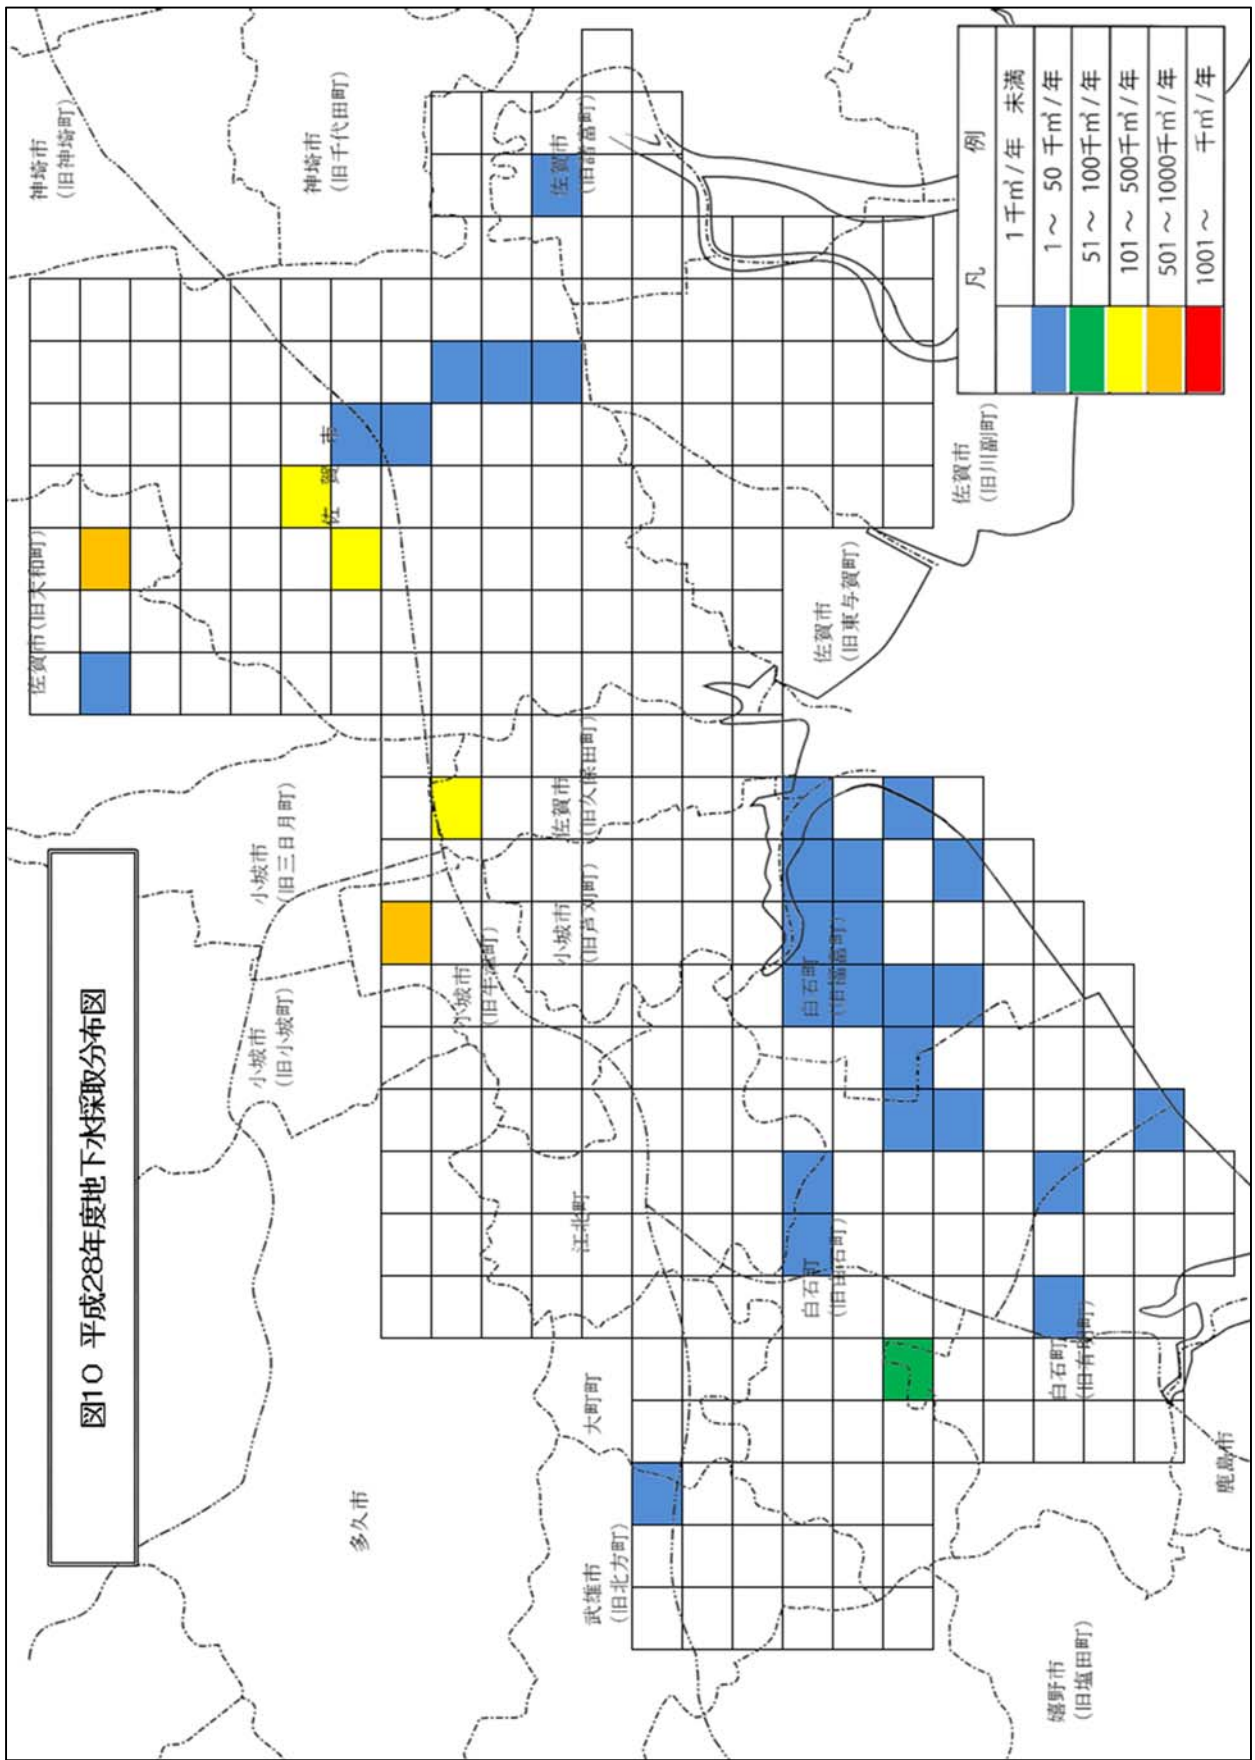 図10 平成28年度地下水採取分布図
神埼市
（旧神埼町）
神埼市
（旧千代田町）
佐賀市
（旧諸富町）
佐賀市（旧大和町）
佐賀市
小城市
（旧三日月町）
小城市
（旧小城町）
小城市
（旧牛津町）
小城市
（旧芦刈町）
佐賀市
（旧久保田町）
佐賀市
（旧東与賀町）
佐賀市
（旧川副町）
多久市
江北町
大町町
武雄市
（旧北方町）
白石町
（旧福富町）
白石町
（旧白石町）
白石町
（旧有明町）
鹿島市
嬉野市
（旧塩田町）
凡　例
1千㎥/年 未満
1～ 50千㎥/年
51～ 100千㎥/年
101～ 500千㎥/年
501～1000千㎥/年
1001～ 千㎥/年